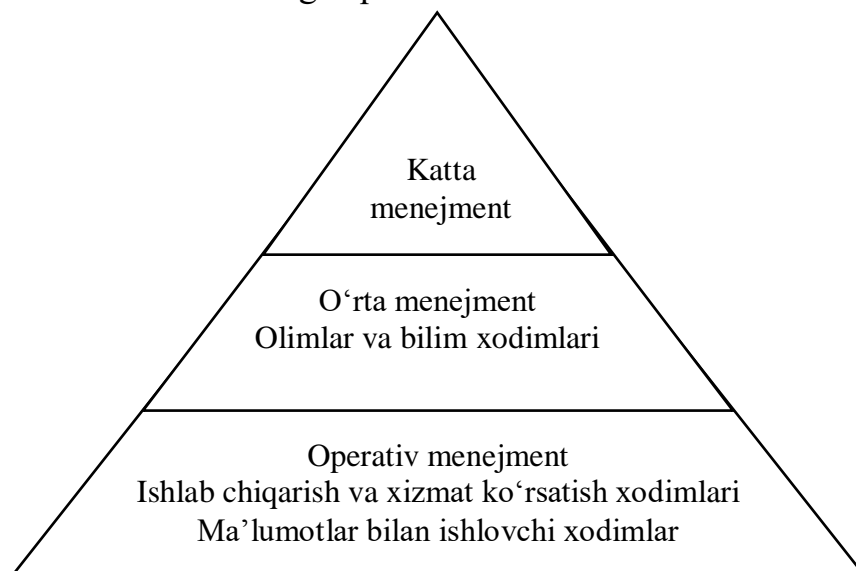 Katta
menejment
O‘rta menejment
Olimlar va bilim xodimlari
Operativ menejment
Ishlab chiqarish va xizmat ko‘rsatish xodimlari
Ma’lumotlar bilan ishlovchi xodimlar